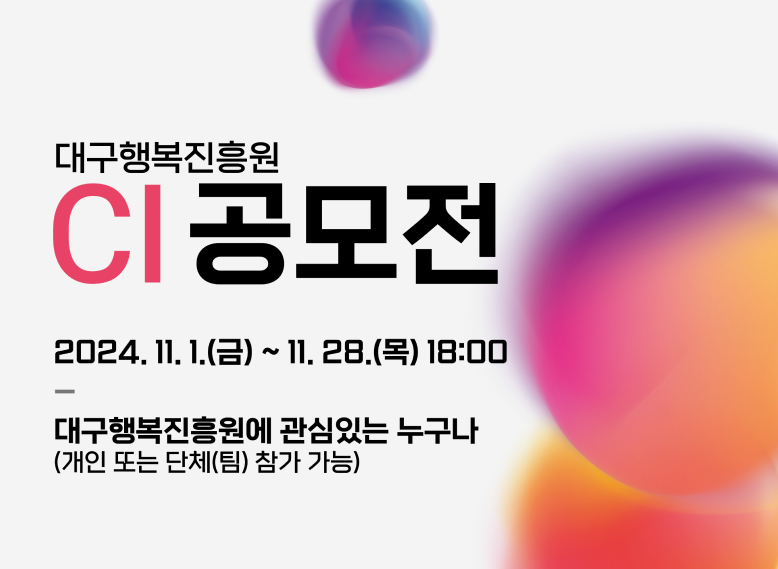 대구행복진흥원
CI 공모전
2024. 11. 1.(금) ~ 11. 28.(목) 18:00
대구행복진흥원에 관심있는 누구나
(개인 또는 단체(팀) 참가 가능)